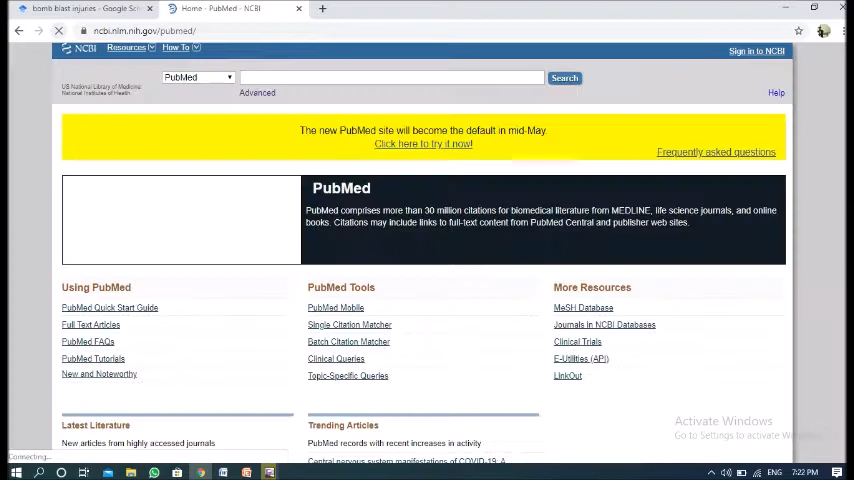 bomb blast injuries - Google Sch
Home - PubMed - NCBI
ncbi.nlm.nih.gov/pubmed/
NCBI Resources How To Sign in to NCBI
US National Library of Medicine
National Institutes of Health
PubMed Search
Advanced Help
The new PubMed site will become the default in mid-May.
Click here to try it now!
Frequently asked questions
PubMed
PubMed comprises more than 30 million citations for biomedical literature from MEDLINE, life science journals, and online
books. Citations may include links to full-text content from PubMed Central and publisher web sites.
Using PubMed
PubMed Quick Start Guide
Full Text Articles
PubMed FAQs
PubMed Tutorials
New and Noteworthy
PubMed Tools
PubMed Mobile
Single Citation Matcher
Batch Citation Matcher
Clinical Queries
Topic-Specific Queries
More Resources
MeSH Database
Journals in NCBI Databases
Clinical Trials
E-Utilities (API)
LinkOut
Latest Literature
New articles from highly accessed journals
Trending Articles
PubMed records with recent increases in activity
Central nervous system manifestations of COVID-19: A
Activate Windows
Go to Settings to activate Windows.
Connecting...
ENG 7:22 PM